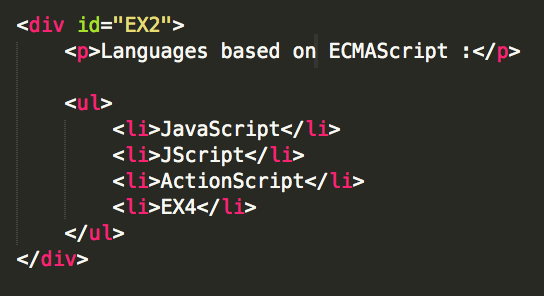 <div id="EX2">
    <p>Languages based on ECMAScript :</p>

    <ul>
        <li>JavaScript</li>
        <li>JScript</li>
        <li>ActionScript</li>
        <li>EX4</li>
    </ul>
</div>